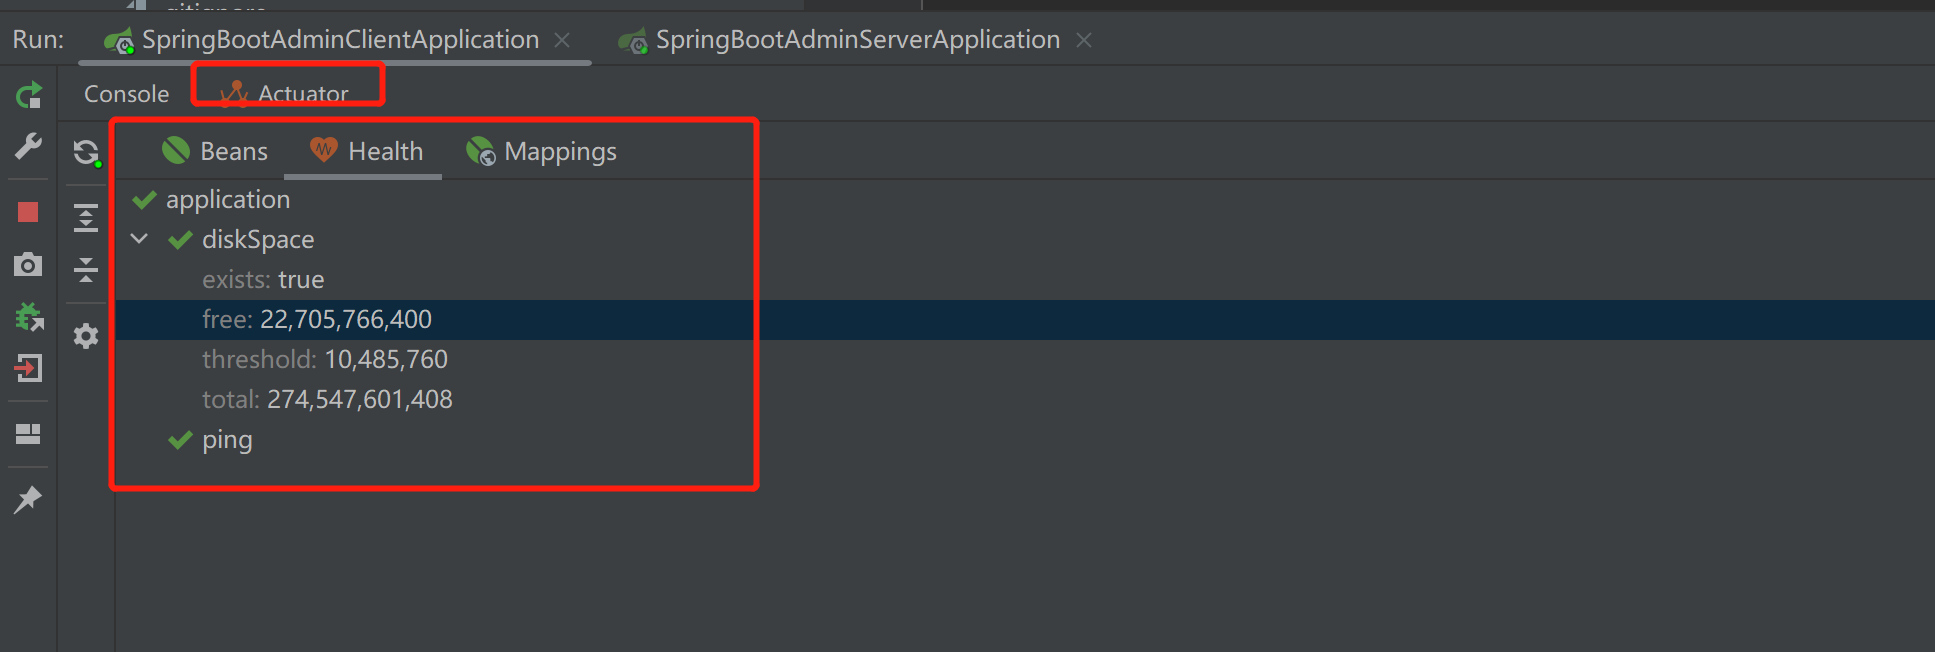 .gitignore
Run: SpringBootAdminClientApplication SpringBootAdminServerApplication
Console Actuator
Beans Health Mappings
application
diskSpace
exists: true
free: 22,705,766,400
threshold: 10,485,760
total: 274,547,601,408
ping